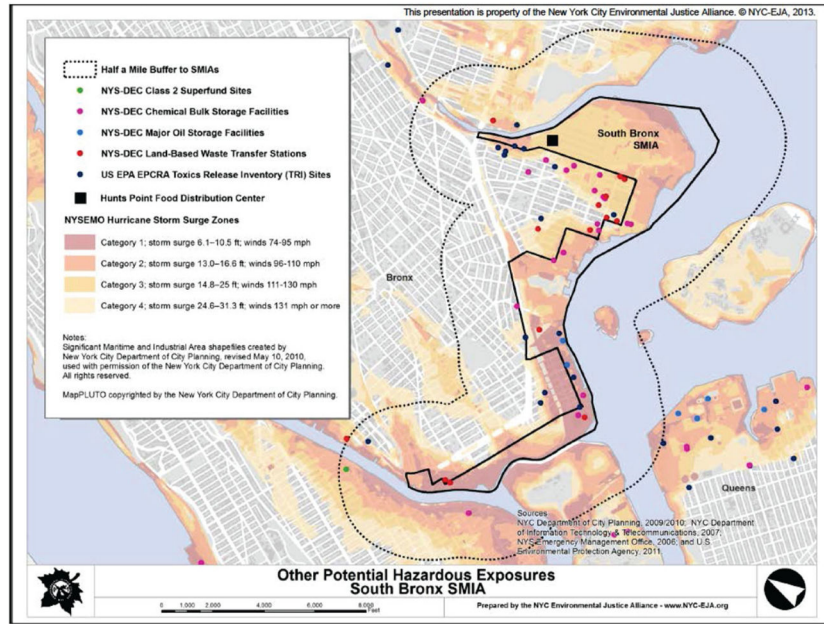 This presentation is property of the New York City Environmental Justice Alliance. © NYC-EJA, 2013.
Half a Mile Buffer to SMIAs
NYS-DEC Class 2 Superfund Sites
NYS-DEC Chemical Bulk Storage Facilities
NYS-DEC Major Oil Storage Facilities
NYS-DEC Land-Based Waste Transfer Stations
US EPA EPCRA Toxics Release Inventory (TRI) Sites
Hunts Point Food Distribution Center
NYSEMO Hurricane Storm Surge Zones
Category 1; storm surge 6.1–10.5 ft; winds 74-95 mph
Category 2; storm surge 13.0–16.6 ft; winds 96-110 mph
Category 3; storm surge 14.8–25 ft; winds 111-130 mph
Category 4; storm surge 24.6–31.3 ft; winds 131 mph or more
Notes:
Significant Maritime and Industrial Area shapefiles created by
New York City Department of City Planning, revised May 10, 2010,
used with permission of the New York City Department of City Planning.
All rights reserved.
MapPLUTO copyrighted by the New York City Department of City Planning.
South Bronx
SMIA
Bronx
Queens
Sources
NYC Department of City Planning, 2009/2010; NYC Department
of Information Technology & Telecommunications, 2007;
NYS Emergency Management Office, 2006; and U.S.
Environmental Protection Agency, 2011
Other Potential Hazardous Exposures
South Bronx SMIA
0 1,000 2,000 4,000 6,000 8,000
Feet
Prepared by the NYC Environmental Justice Alliance - www.NYC-EJA.org